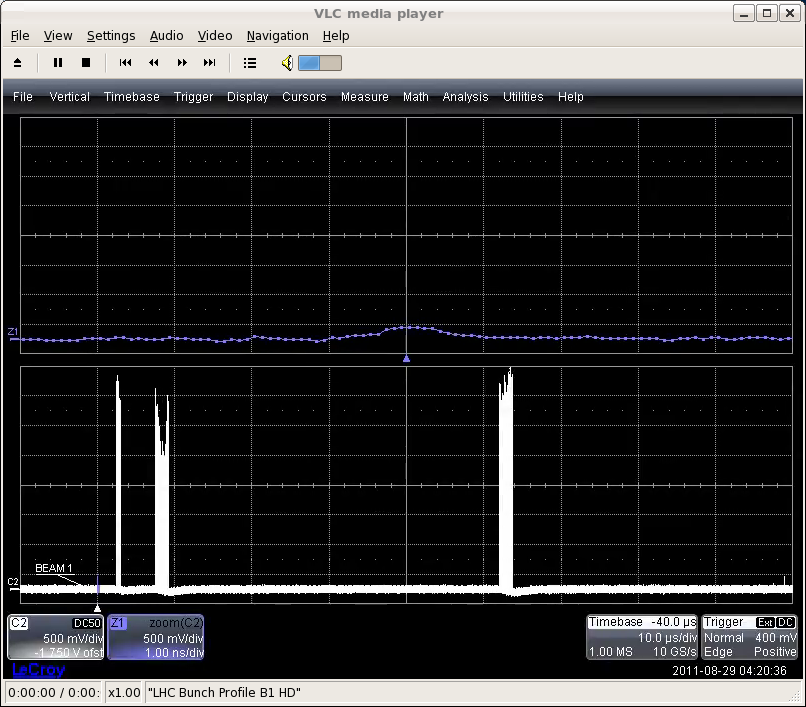 VLC media player
File View Settings Audio Video Navigation Help
File Vertical Timebase Trigger Display Cursors Measure Math Analysis Utilities Help
Z1
BEAM 1
C2
C2 DC50
500 mV/div
-1.750 V ofst
Z1 zoom(C2)
500 mV/div
1.00 ns/div
Timebase -40.0 µs
10.0 µs/div
1.00 MS 10 GS/s
Trigger Ext DC
Normal 400 mV
Edge Positive
LeCroy
2011-08-29 04:20:36
0:00:00 / 0:00: x1.00 "LHC Bunch Profile B1 HD"